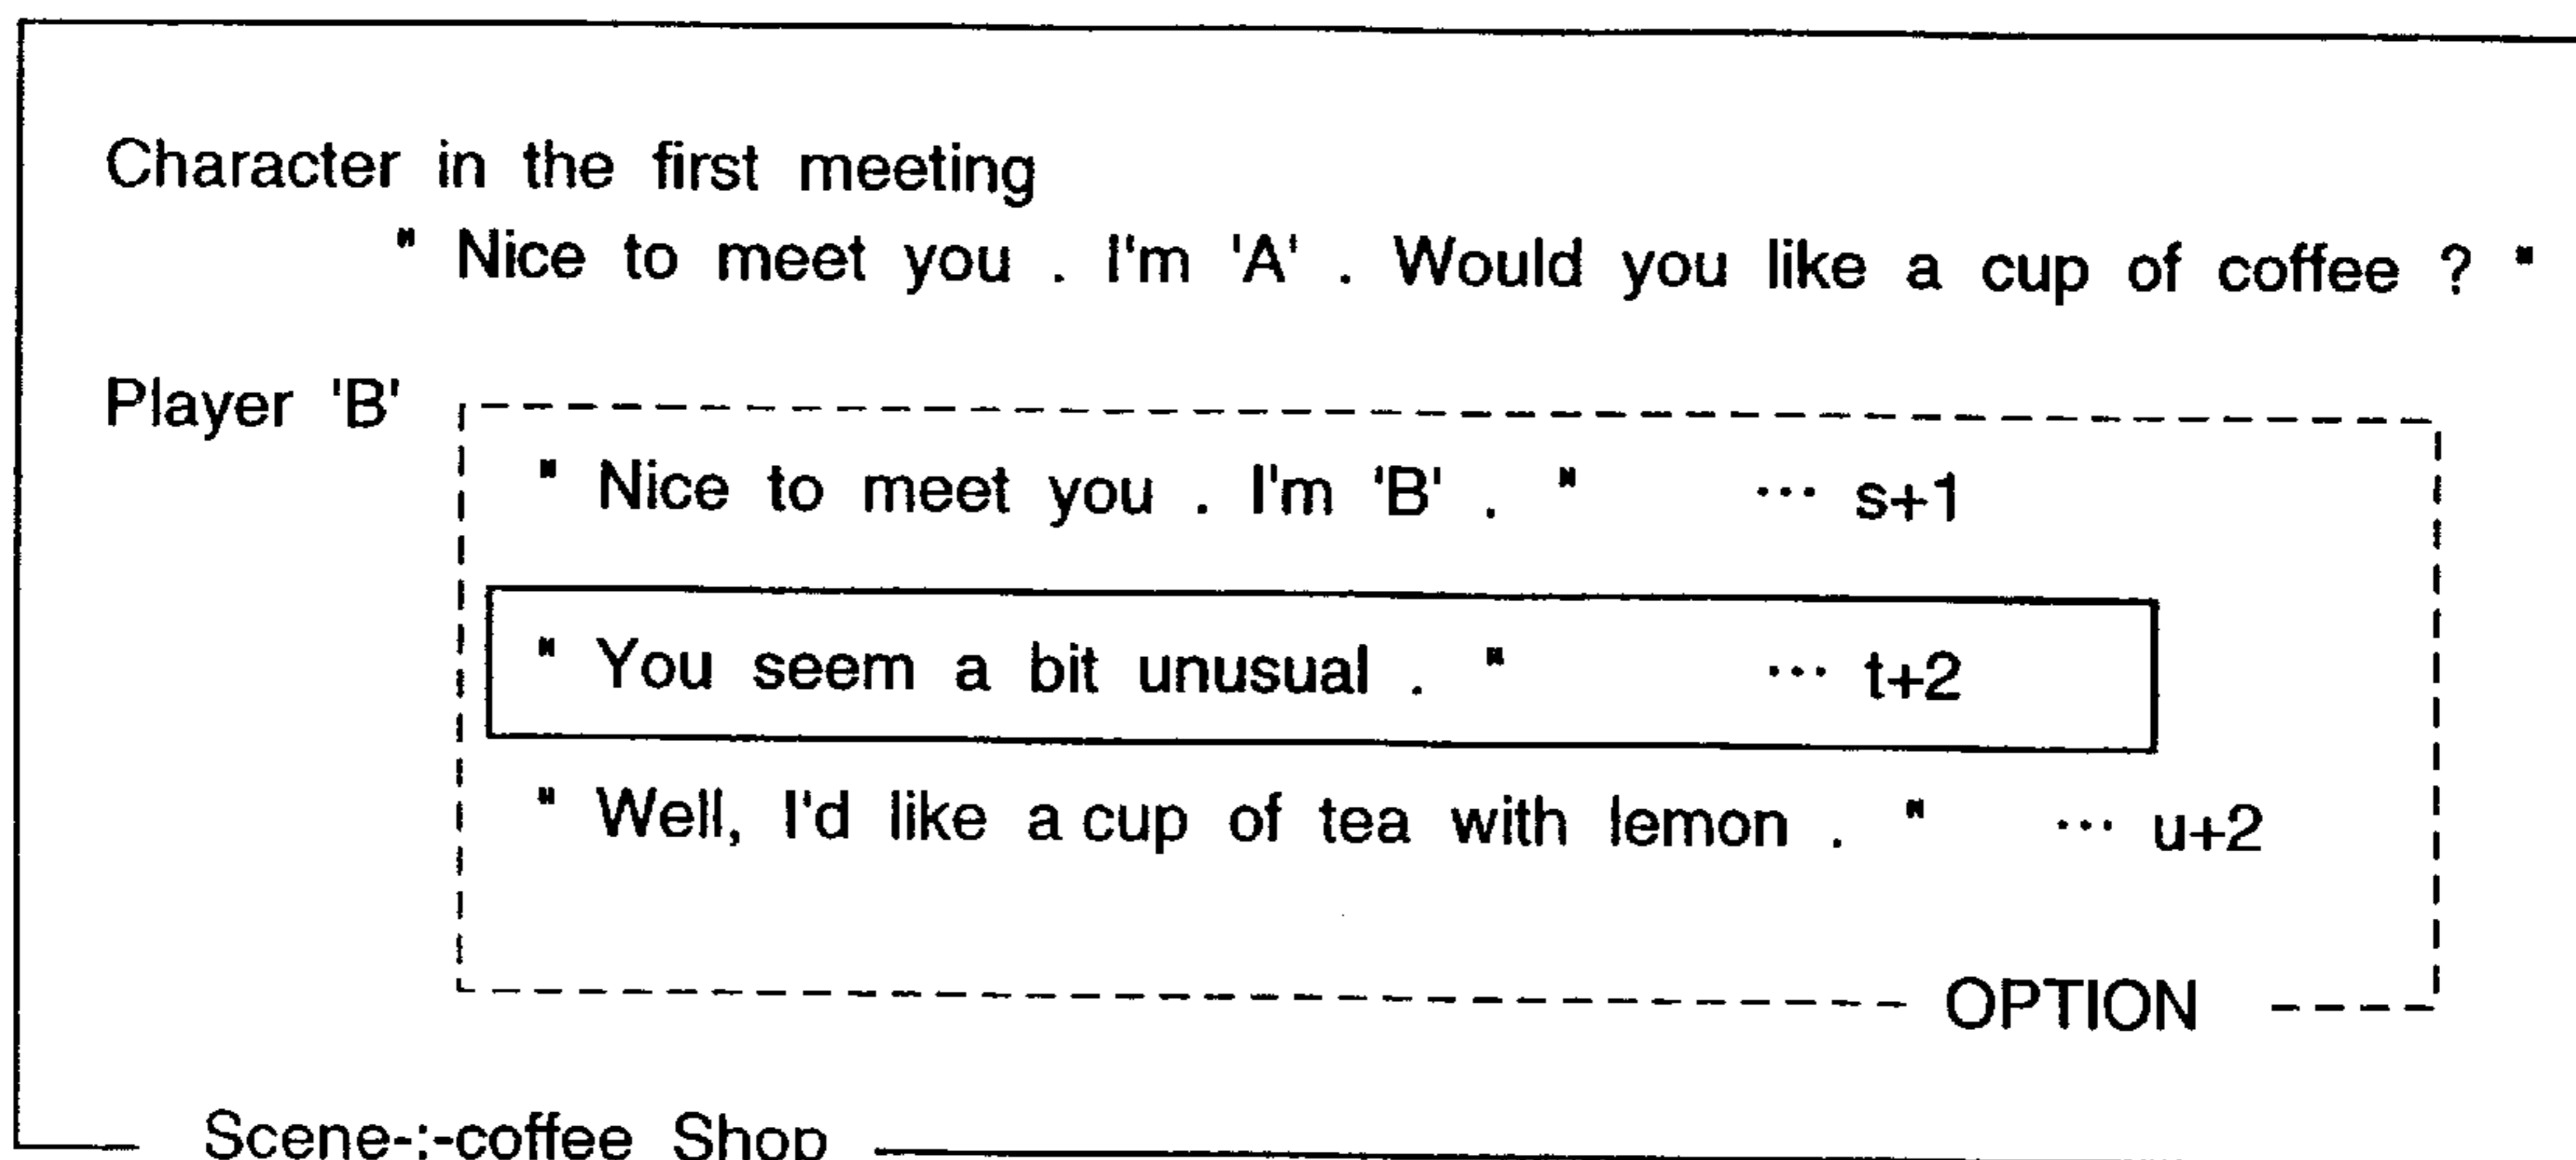 Character in the first meeting
" Nice to meet you . I'm 'A' . Would you like a cup of coffee ? "
Player 'B'
" Nice to meet you . I'm 'B' . " ... s+1
" You seem a bit unusual . " ... t+2
" Well, I'd like a cup of tea with lemon . " ... u+2
OPTION
Scene-:-coffee Shop